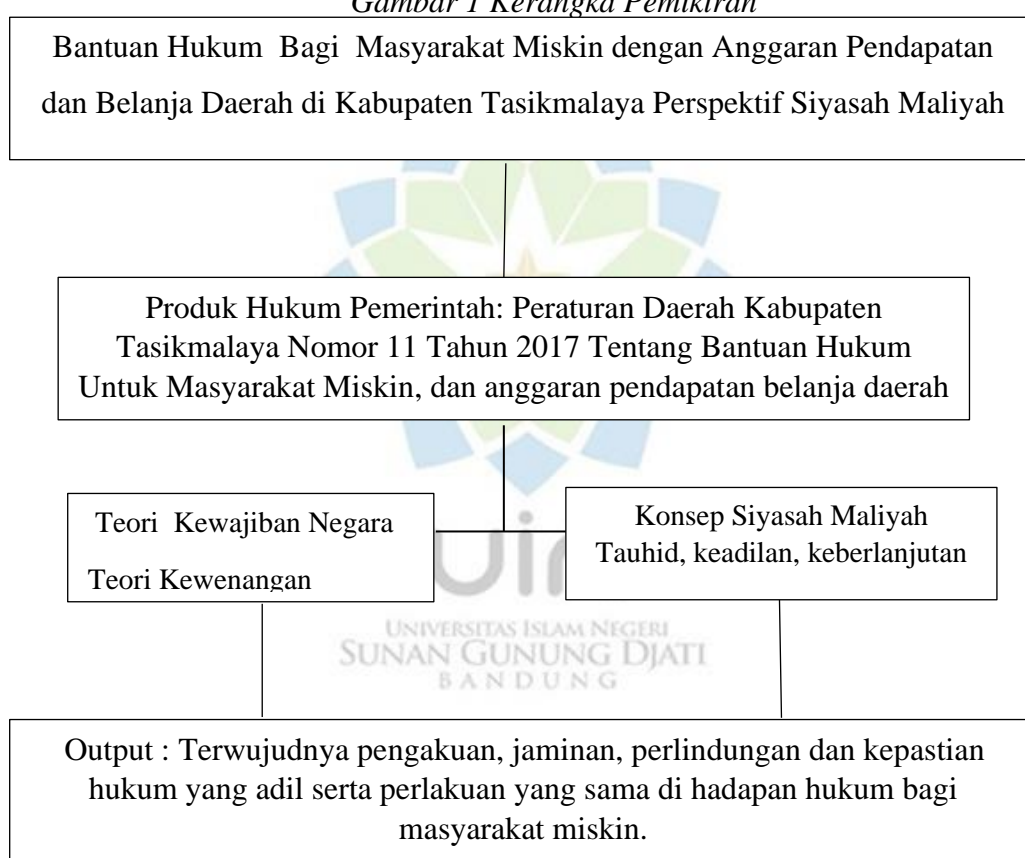 Gambar 1 Kerangka Pemikiran
Bantuan Hukum Bagi Masyarakat Miskin dengan Anggaran Pendapatan
dan Belanja Daerah di Kabupaten Tasikmalaya Perspektif Siyasah Maliyah
Produk Hukum Pemerintah: Peraturan Daerah Kabupaten
Tasikmalaya Nomor 11 Tahun 2017 Tentang Bantuan Hukum
Untuk Masyarakat Miskin, dan anggaran pendapatan belanja daerah
Teori Kewajiban Negara
Teori Kewenangan
Konsep Siyasah Maliyah
Tauhid, keadilan, keberlanjutan
UNIVERSITAS ISLAM NEGERI
SUNAN GUNUNG DJATI
BANDUNG
Output : Terwujudnya pengakuan, jaminan, perlindungan dan kepastian
hukum yang adil serta perlakuan yang sama di hadapan hukum bagi
masyarakat miskin.